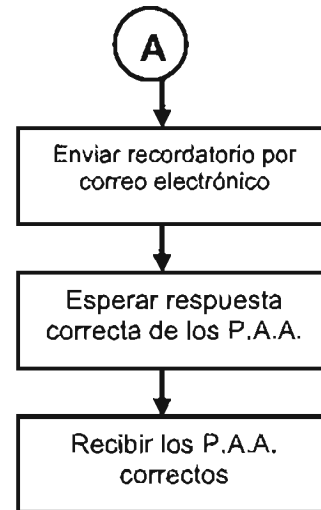 A
Enviar recordatorio por
correo electrónico
Esperar respuesta
correcta de los P.A.A.
Recibir los P.A.A.
correctos